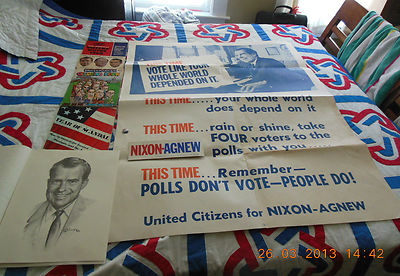 THIS TIME...
VOTE LIKE YOUR
WHOLE WORLD
DEPENDED ON IT.
THIS TIME.... your whole world
does depend on it
THIS TIME....rain or shine, take
FOUR voters to the
polls with you
NIXON-AGNEW
THIS TIME....Remember—
POLLS DON'T VOTE—PEOPLE DO!
United Citizens for NIXON-AGNEW
YEAR OF SCANDAL
26 03 2013 14:42